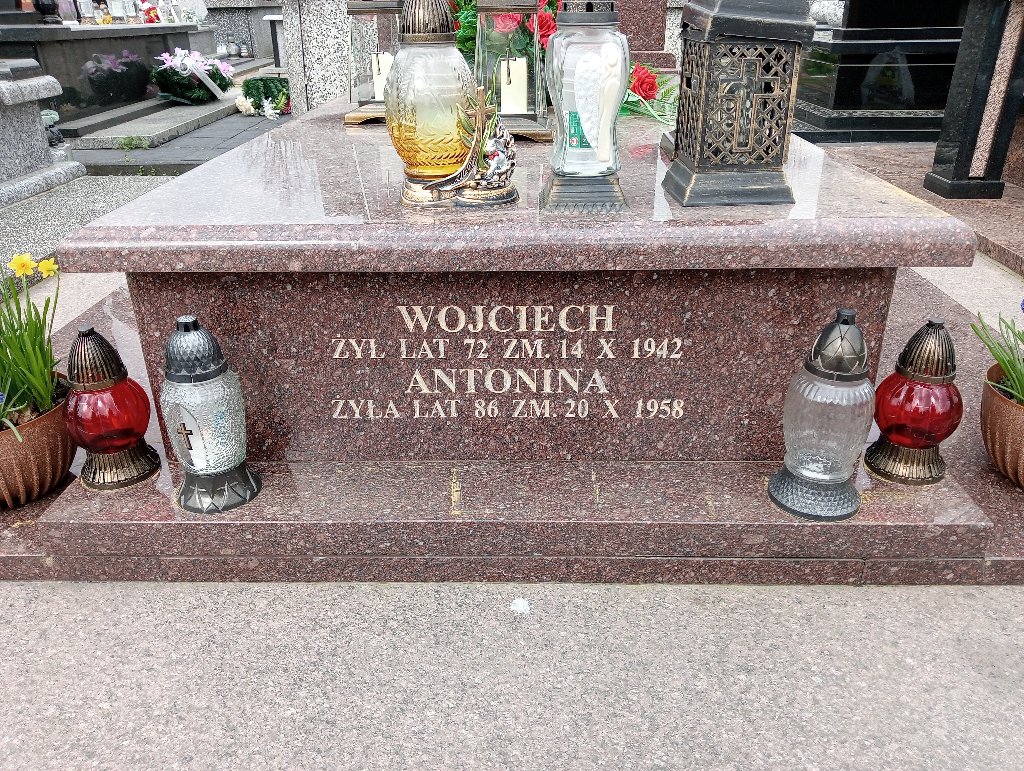 WOJCIECH
ŻYŁ LAT 72 ZM. 14 X 1942
ANTONINA
ŻYŁA LAT 86 ZM. 20 X 1958